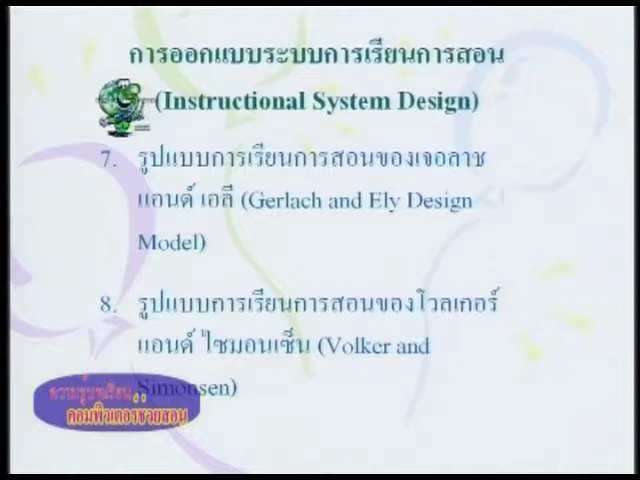 การออกแบบระบบการเรียนการสอน
(Instructional System Design)
7. รูปแบบการเรียนการสอนของเจอลาช
แอนด์ เอลี (Gerlach and Ely Design
Model)
8. รูปแบบการเรียนการสอนของโวลเกอร์
แอนด์ ไซมอนเซ็น (Volker and
Simonsen)
คอมพิวเตอร์ช่วยสอน